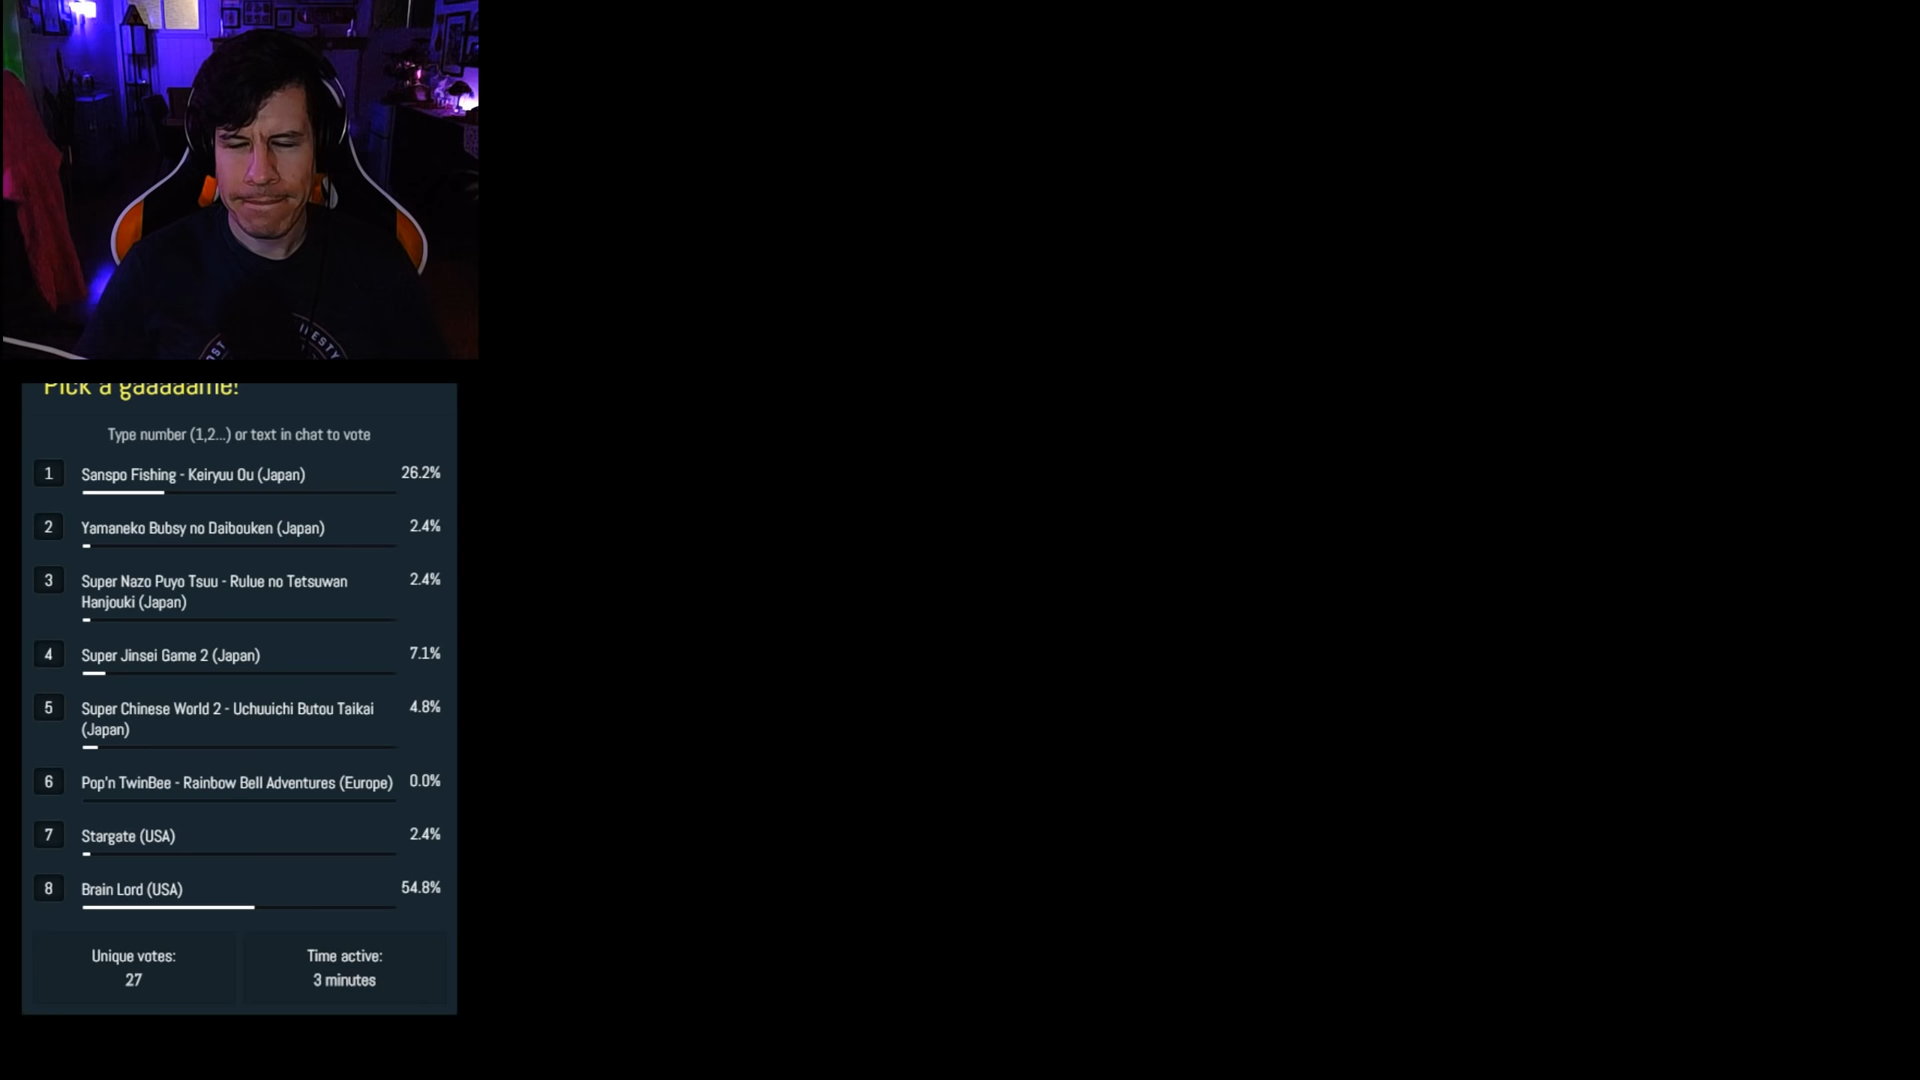 OST
IVESTY
Pick a gaaaaame!
Type number (1,2...) or text in chat to vote
1 Sanspo Fishing - Keiryuu Ou (Japan) 26.2%
2 Yamaneko Bubsy no Daibouken (Japan) 2.4%
3 Super Nazo Puyo Tsuu - Rulue no Tetsuwan 2.4%
Hanjouki (Japan)
4 Super Jinsei Game 2 (Japan) 7.1%
5 Super Chinese World 2 - Uchuuichi Butou Taikai 4.8%
(Japan)
6 Pop'n TwinBee - Rainbow Bell Adventures (Europe) 0.0%
7 Stargate (USA) 2.4%
8 Brain Lord (USA) 54.8%
Unique votes: Time active:
27 3 minutes